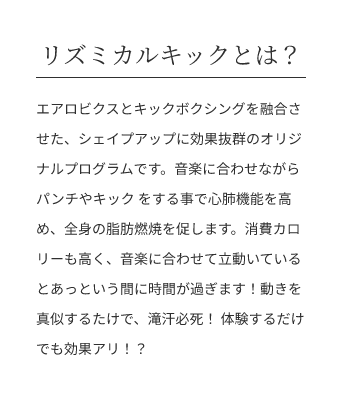 リズミカルキックとは？
エアロビクスとキックボクシングを融合さ
せた、シェイプアップに効果抜群のオリジ
ナルプログラムです。音楽に合わせながら
パンチやキック をする事で心肺機能を高
め、全身の脂肪燃焼を促します。消費カロ
リーも高く、音楽に合わせて立動いている
とあっという間に時間が過ぎます！動きを
真似するたけで、滝汗必死！ 体験するだけ
でも効果アリ！？